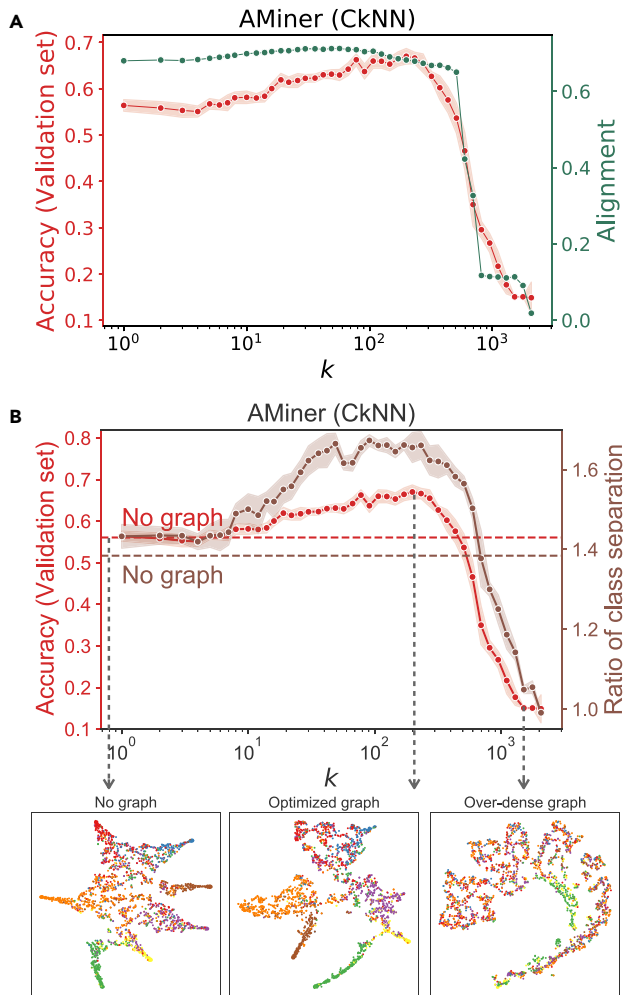 A
AMiner (CkNN)
Accuracy (Validation set)
0.7
0.6
0.5
0.4
0.3
0.2
0.1
Alignment
0.6
0.4
0.2
0.0
10⁰
10¹
10²
10³
k
B
AMiner (CkNN)
Accuracy (Validation set)
0.8
0.7
0.6
0.5
0.4
0.3
0.2
0.1
No graph
No graph
Ratio of class separation
1.6
1.4
1.2
1.0
10⁰
10¹
10²
10³
k
No graph
Optimized graph
Over-dense graph